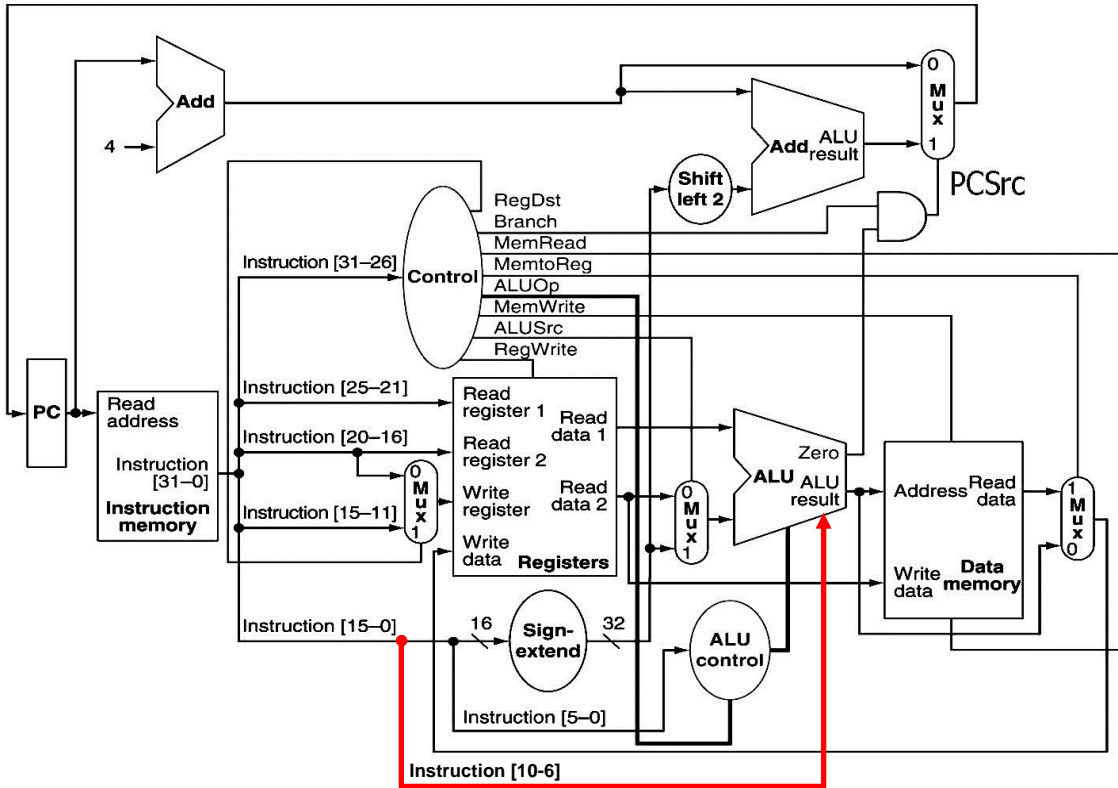 0
M
u
x
1
Add
4
Add
ALU
result
Shift
left 2
PCSrc
RegDst
Branch
MemRead
MemtoReg
ALUOp
MemWrite
ALUSrc
RegWrite
Control
Instruction [31–26]
PC
Read
address
Instruction
[31–0]
Instruction
memory
Instruction [25–21]
Instruction [20–16]
Instruction [15–11]
0
M
u
x
1
Read
register 1
Read
register 2
Write
register
Write
data
Read
data 1
Read
data 2
Registers
0
M
u
x
1
Zero
ALU
ALU
result
Address
Read
data
Write
data
Data
memory
1
M
u
x
0
Instruction [15–0]
16
Sign-
extend
32
ALU
control
Instruction [5–0]
Instruction [10-6]